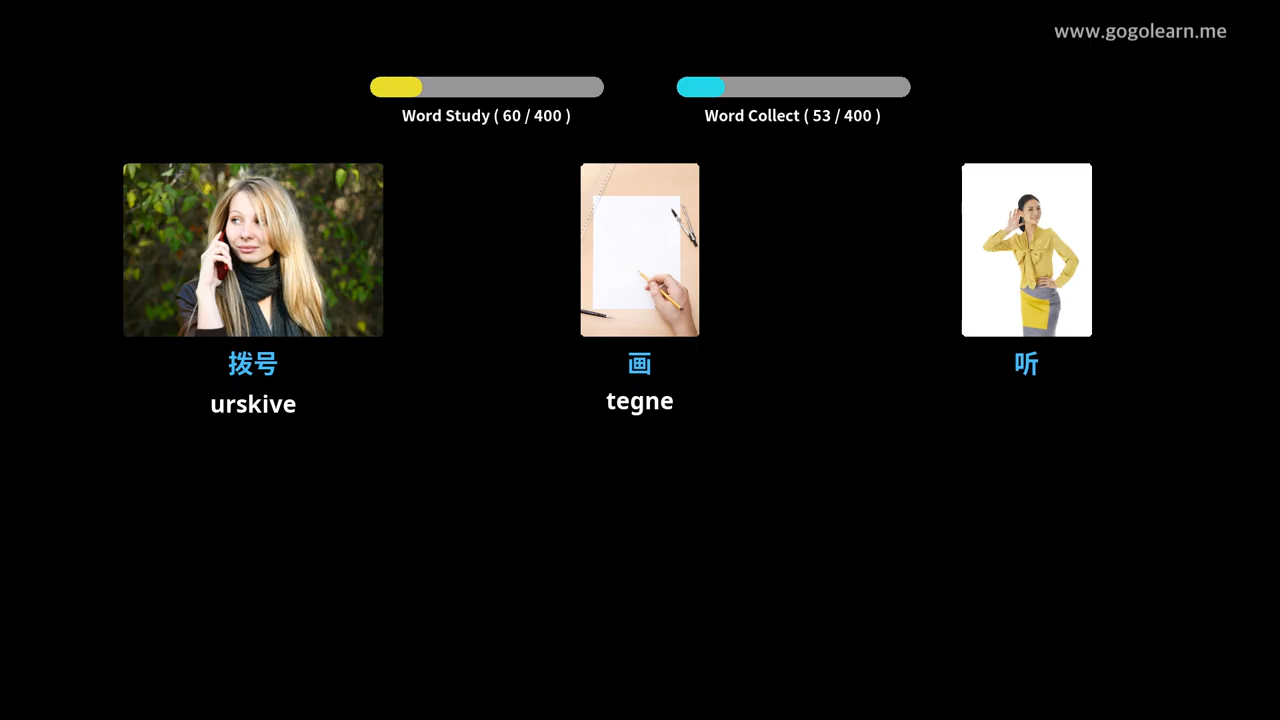 www.gogolearn.me
Word Study ( 60 / 400 )
Word Collect ( 53 / 400 )
拨号
画
听
urskive
tegne